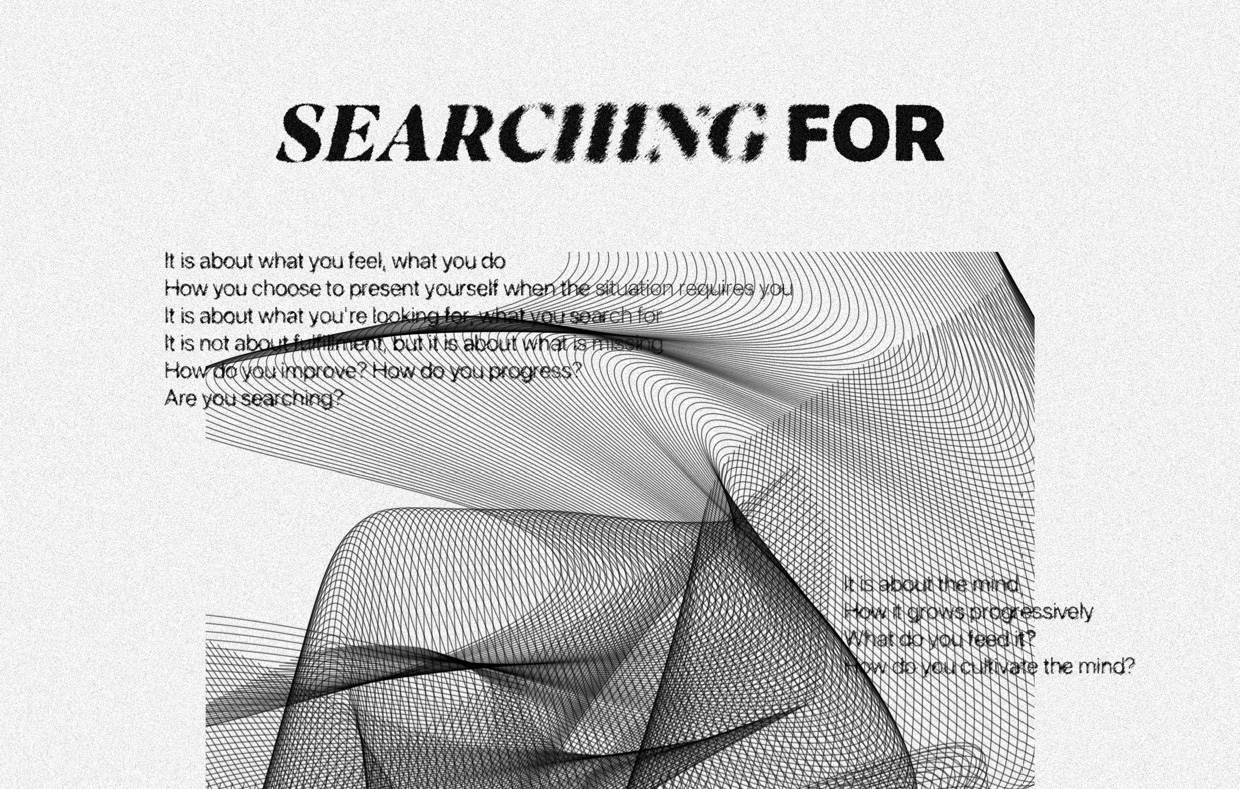 SEARCHING FOR
It is about what you feel, what you do
How you choose to present yourself when the situation requires you
It is about what you're looking for, what you search for
It is not about fulfillment, but it is about what is missing
How do you improve? How do you progress?
Are you searching?
It is about the mind
How it grows progressively
What do you feed it?
How do you cultivate the mind?